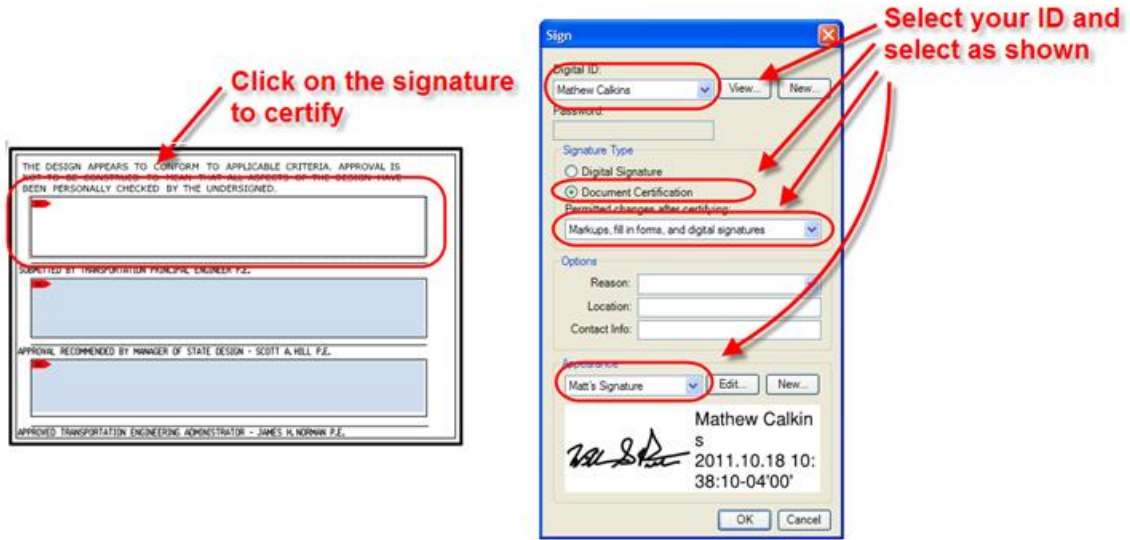 Click on the signature
to certify
THE DESIGN APPEARS TO CONFORM TO APPLICABLE CRITERIA. APPROVAL IS
NOT TO BE CONSTRUED TO MEAN THAT ALL ASPECTS OF THE DESIGN HAVE
BEEN PERSONALLY CHECKED BY THE UNDERSIGNED.
SUBMITTED BY TRANSPORTATION PRINCIPAL ENGINEER P.E.
APPROVAL RECOMMENDED BY MANAGER OF STATE DESIGN - SCOTT A. HILL P.E.
APPROVED TRANSPORTATION ENGINEERING ADMINISTRATOR - JAMES H. NORMAN P.E.
Select your ID and
select as shown
Sign
Digital ID:
Mathew Calkins View... New...
Password:
Signature Type
Digital Signature
Document Certification
Permitted changes after certifying:
Markups, fill in forms, and digital signatures
Options
Reason:
Location:
Contact Info:
Appearance
Matt's Signature Edit... New...
Mathew Calkin
s
2011.10.18 10:
38:10-04'00'
OK Cancel